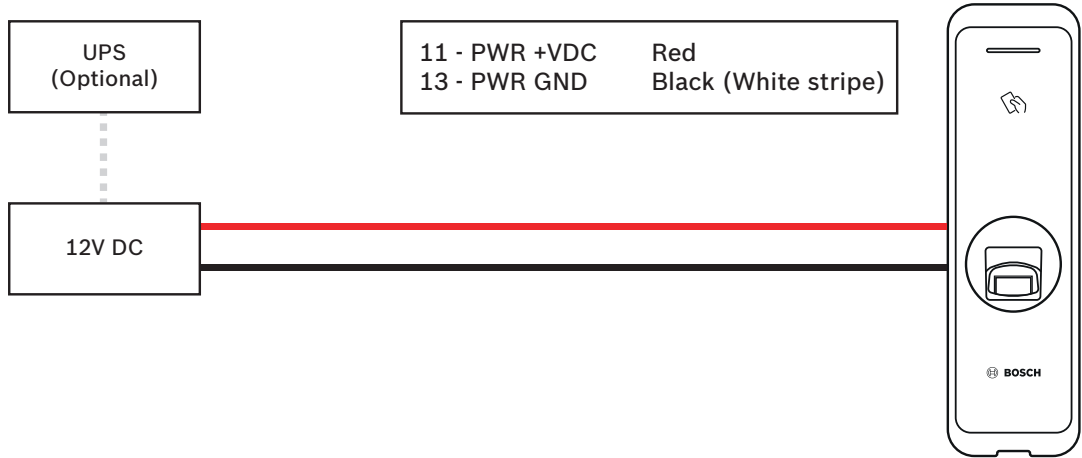 UPS
(Optional)
11 - PWR +VDC Red
13 - PWR GND Black (White stripe)
12V DC
BOSCH